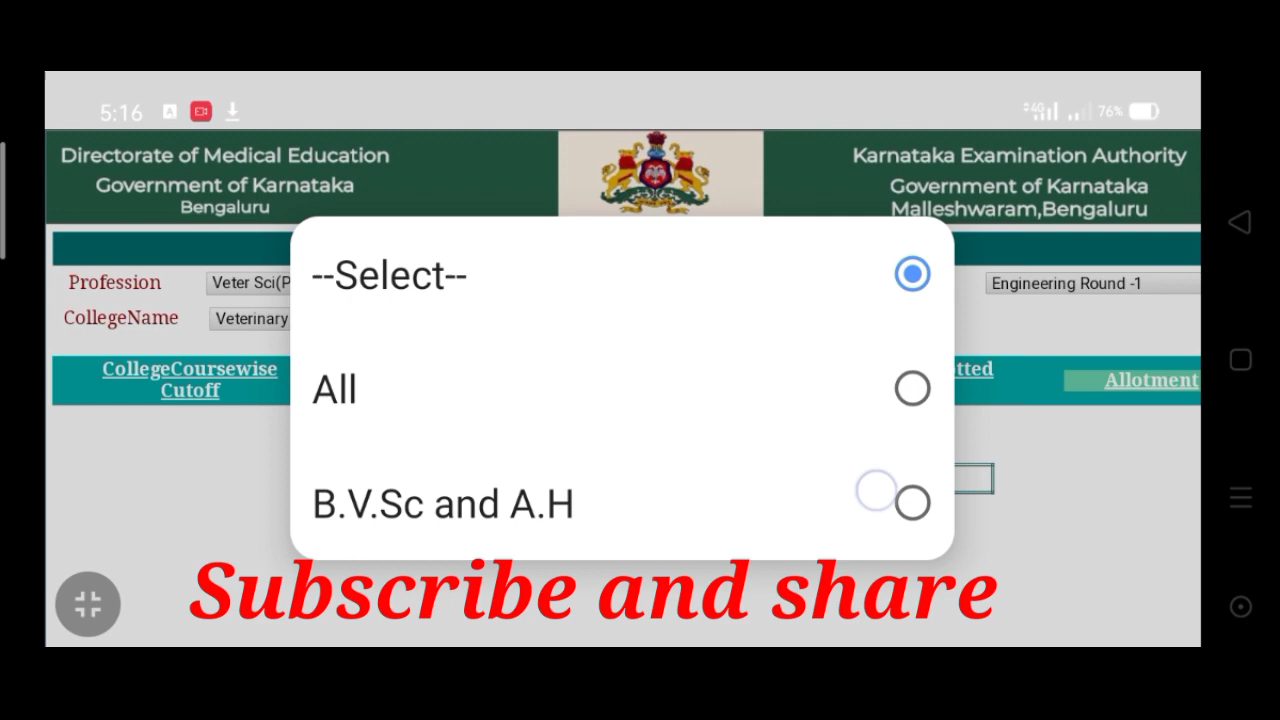 5:16
4G
76%
Directorate of Medical Education
Government of Karnataka
Bengaluru
Karnataka Examination Authority
Government of Karnataka
Malleshwaram,Bengaluru
Profession
Veter Sci(P
Engineering Round -1
CollegeName
Veterinary
CollegeCoursewise
Cutoff
tted
Allotment
--Select--
All
B.V.Sc and A.H
Subscribe and share